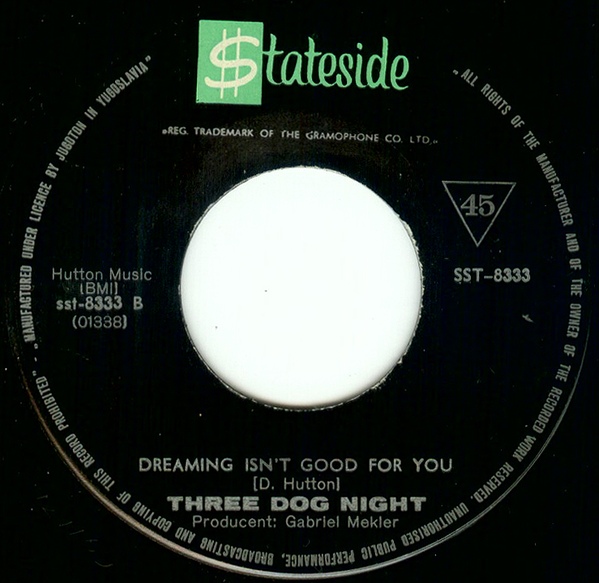 $tateside
"REG. TRADEMARK OF THE GRAMOPHONE CO. LTD."
"MANUFACTURED UNDER LICENCE BY JUGOTON IN YUGOSLAVIA"
"ALL RIGHTS OF THE MANUFACTURER AND OF THE OWNER OF THE RECORDED WORK RESERVED. UNAUTHORISED PUBLIC PERFORMANCE, BROADCASTING AND COPYING OF THIS RECORD PROHIBITED"
45
SST-8333
Hutton Music
(BMI)
sst-8333 B
(01338)
DREAMING ISN'T GOOD FOR YOU
(D. Hutton)
THREE DOG NIGHT
Producent: Gabriel Mekler